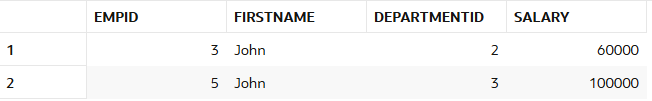 EMPID FIRSTNAME DEPARTMENTID SALARY
1 3 John 2 60000
2 5 John 3 100000